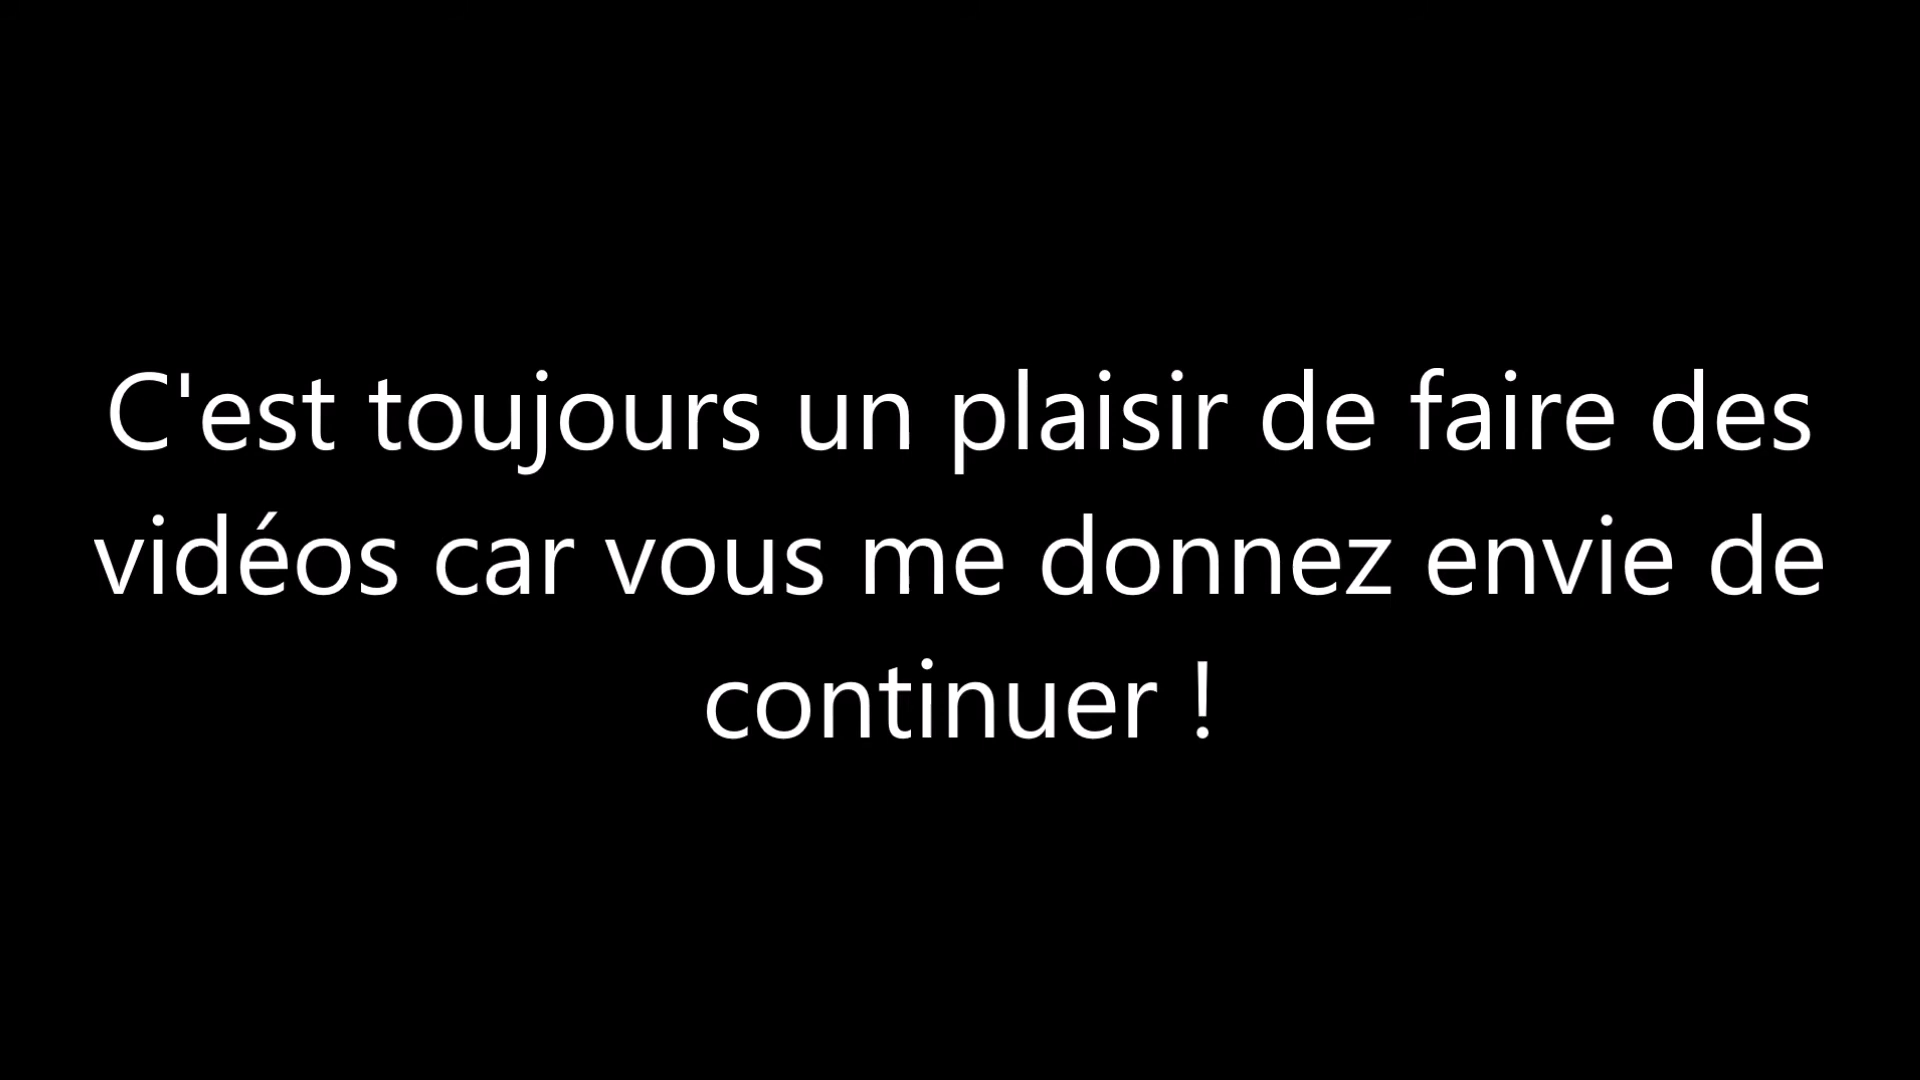 C'est toujours un plaisir de faire des
vidéos car vous me donnez envie de
continuer !